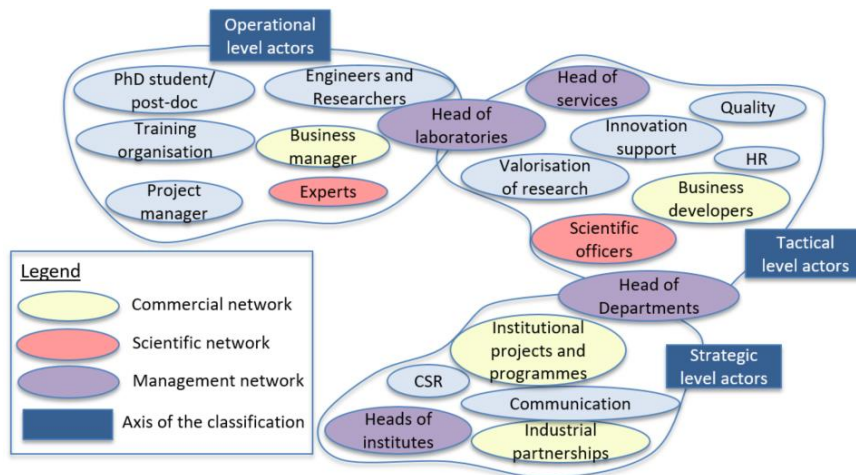 Operational
level actors
PhD student/
post-doc
Engineers and
Researchers
Head of
laboratories
Training
organisation
Business
manager
Project
manager
Experts
Head of
services
Quality
Innovation
support
HR
Valorisation
of research
Business
developers
Scientific
officers
Tactical
level actors
Head of
Departments
Institutional
projects and
programmes
Strategic
level actors
CSR
Communication
Heads of
institutes
Industrial
partnerships
Legend
Commercial network
Scientific network
Management network
Axis of the classification